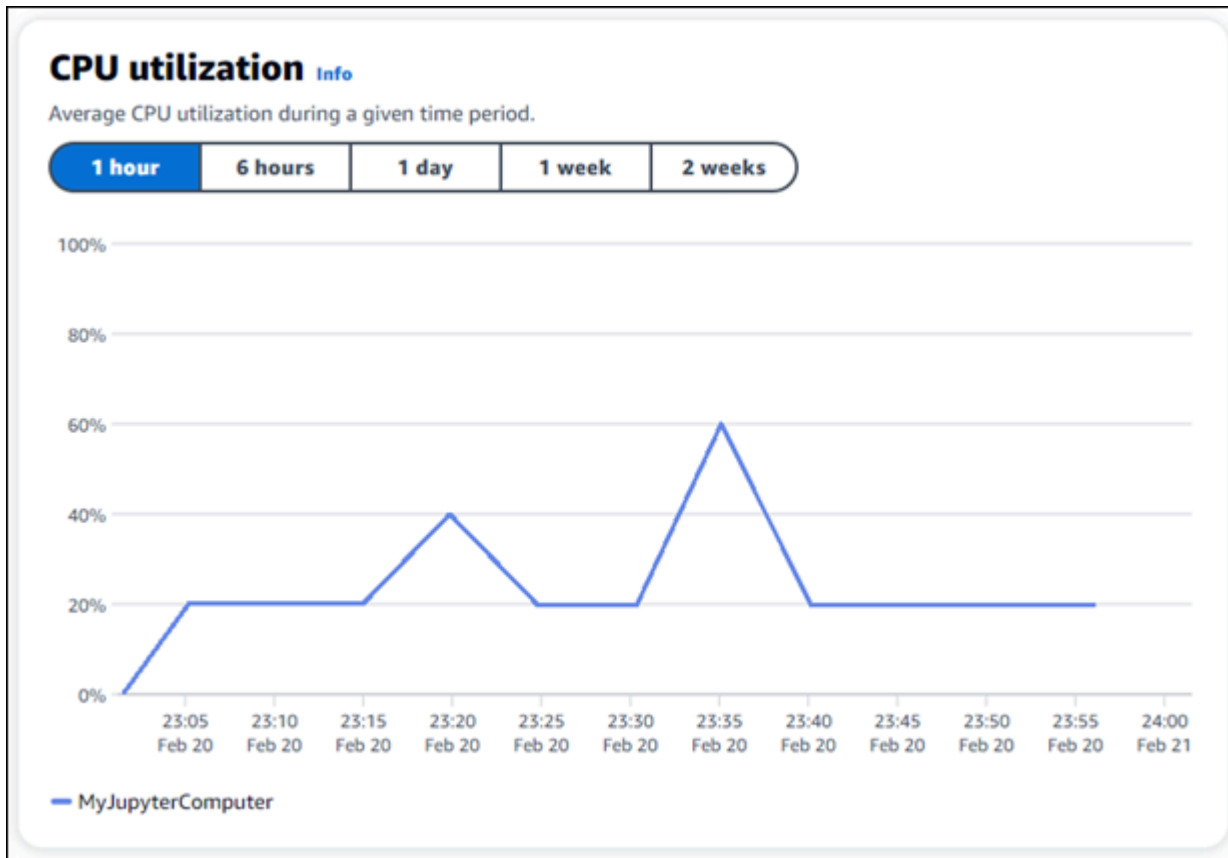 CPU utilization Info
Average CPU utilization during a given time period.
1 hour 6 hours 1 day 1 week 2 weeks
100%
80%
60%
40%
20%
0%
23:05 23:10 23:15 23:20 23:25 23:30 23:35 23:40 23:45 23:50 23:55 24:00
Feb 20 Feb 20 Feb 20 Feb 20 Feb 20 Feb 20 Feb 20 Feb 20 Feb 20 Feb 20 Feb 20 Feb 21
MyJupyterComputer